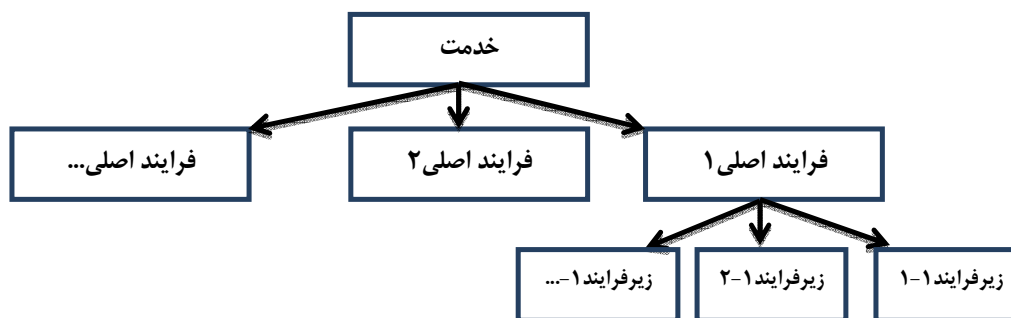 خدمت
فرایند اصلی۱
فرایند اصلی۲
فرایند اصلی...
زیرفرایند۱-۱
زیرفرایند۱-۲
زیرفرایند۱-...